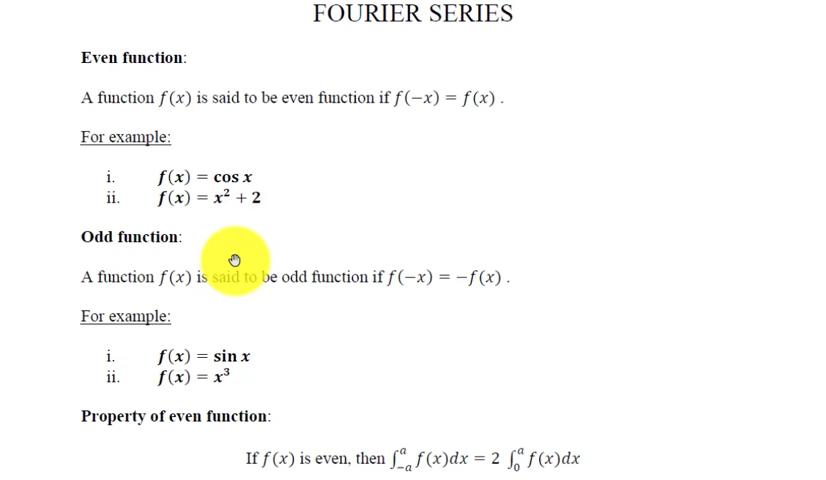 FOURIER SERIES
Even function:
A function f(x) is said to be even function if f(−x) = f(x) .
For example:
i. f(x) = cos x
ii. f(x) = x² + 2
Odd function:
A function f(x) is said to be odd function if f(−x) = −f(x) .
For example:
i. f(x) = sin x
ii. f(x) = x³
Property of even function:
If f(x) is even, then ∫₋ₐᵃ f(x)dx = 2 ∫₀ᵃ f(x)dx